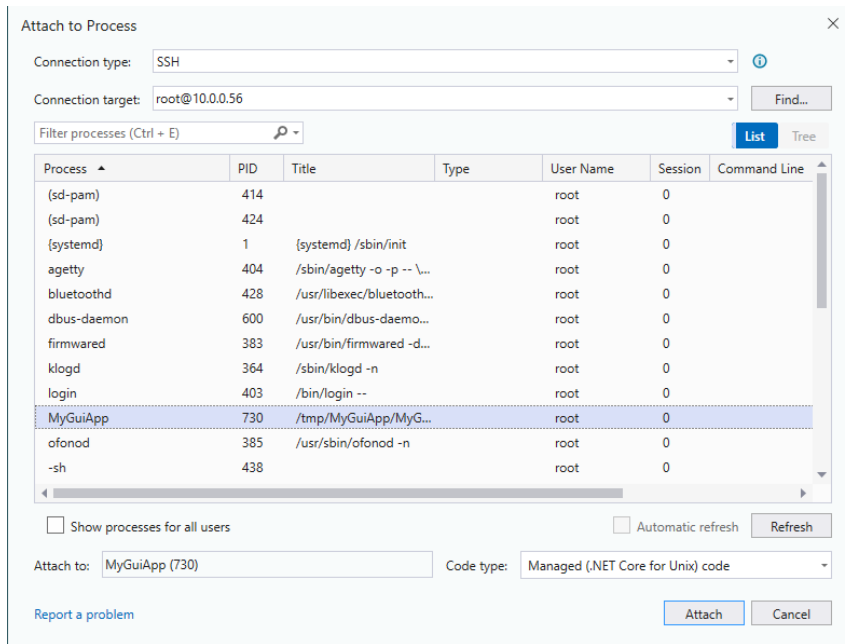 Attach to Process
Connection type: SSH
Connection target: root@10.0.0.56 Find...
Filter processes (Ctrl + E) List Tree
Process PID Title Type User Name Session Command Line
(sd-pam) 414 root 0
(sd-pam) 424 root 0
{systemd} 1 {systemd} /sbin/init root 0
agetty 404 /sbin/agetty -o -p -- \... root 0
bluetoothd 428 /usr/libexec/bluetooth... root 0
dbus-daemon 600 /usr/bin/dbus-daemo... root 0
firmwared 383 /usr/bin/firmwared -d... root 0
klogd 364 /sbin/klogd -n root 0
login 403 /bin/login -- root 0
MyGuiApp 730 /tmp/MyGuiApp/MyG... root 0
ofonod 385 /usr/sbin/ofonod -n root 0
-sh 438 root 0
Show processes for all users Automatic refresh Refresh
Attach to: MyGuiApp (730) Code type: Managed (.NET Core for Unix) code
Report a problem Attach Cancel